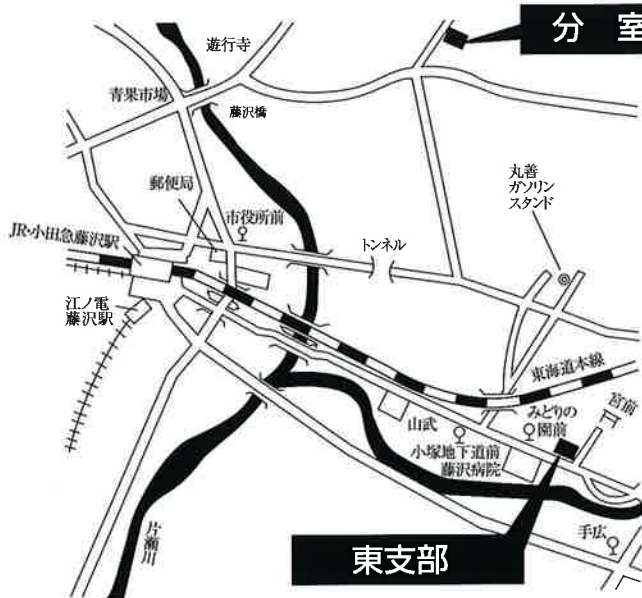 分 室
遊行寺
青果市場
藤沢橋
丸善
ガソリン
スタンド
郵便局
市役所前
トンネル
JR・小田急藤沢駅
江ノ電
藤沢駅
東海道本線
宮前
みどりの
園前
山武
小塚地下道前
藤沢病院
片瀬川
手広
東支部